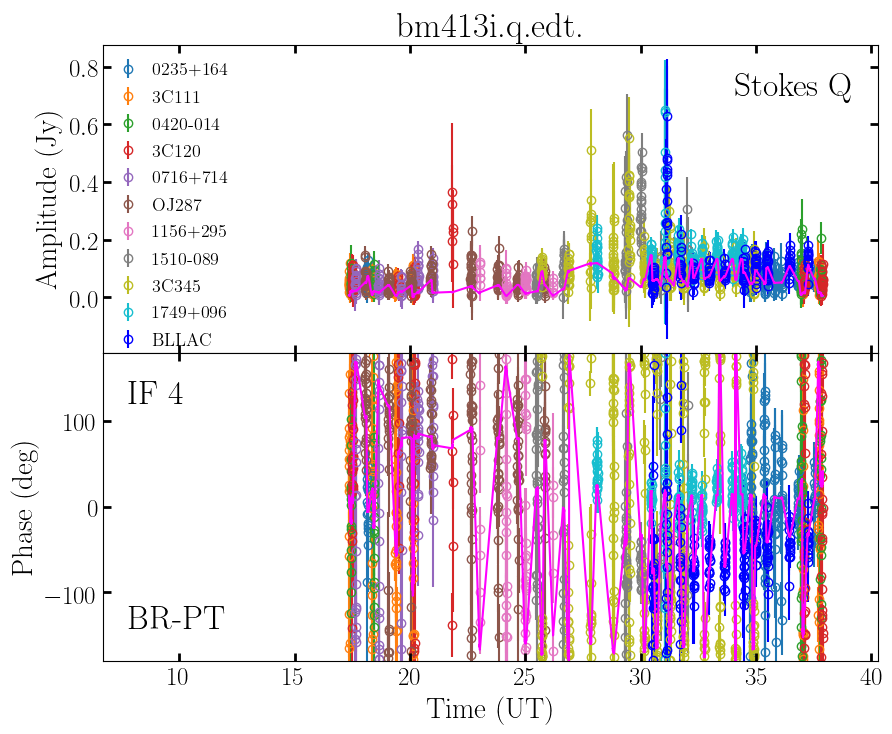 bm413i.q.edt.
Stokes Q
Amplitude (Jy)
0.8
0.6
0.4
0.2
0.0
0235+164
3C111
0420-014
3C120
0716+714
OJ287
1156+295
1510-089
3C345
1749+096
BLLAC
IF 4
BR-PT
Phase (deg)
100
0
−100
10 15 20 25 30 35 40
Time (UT)